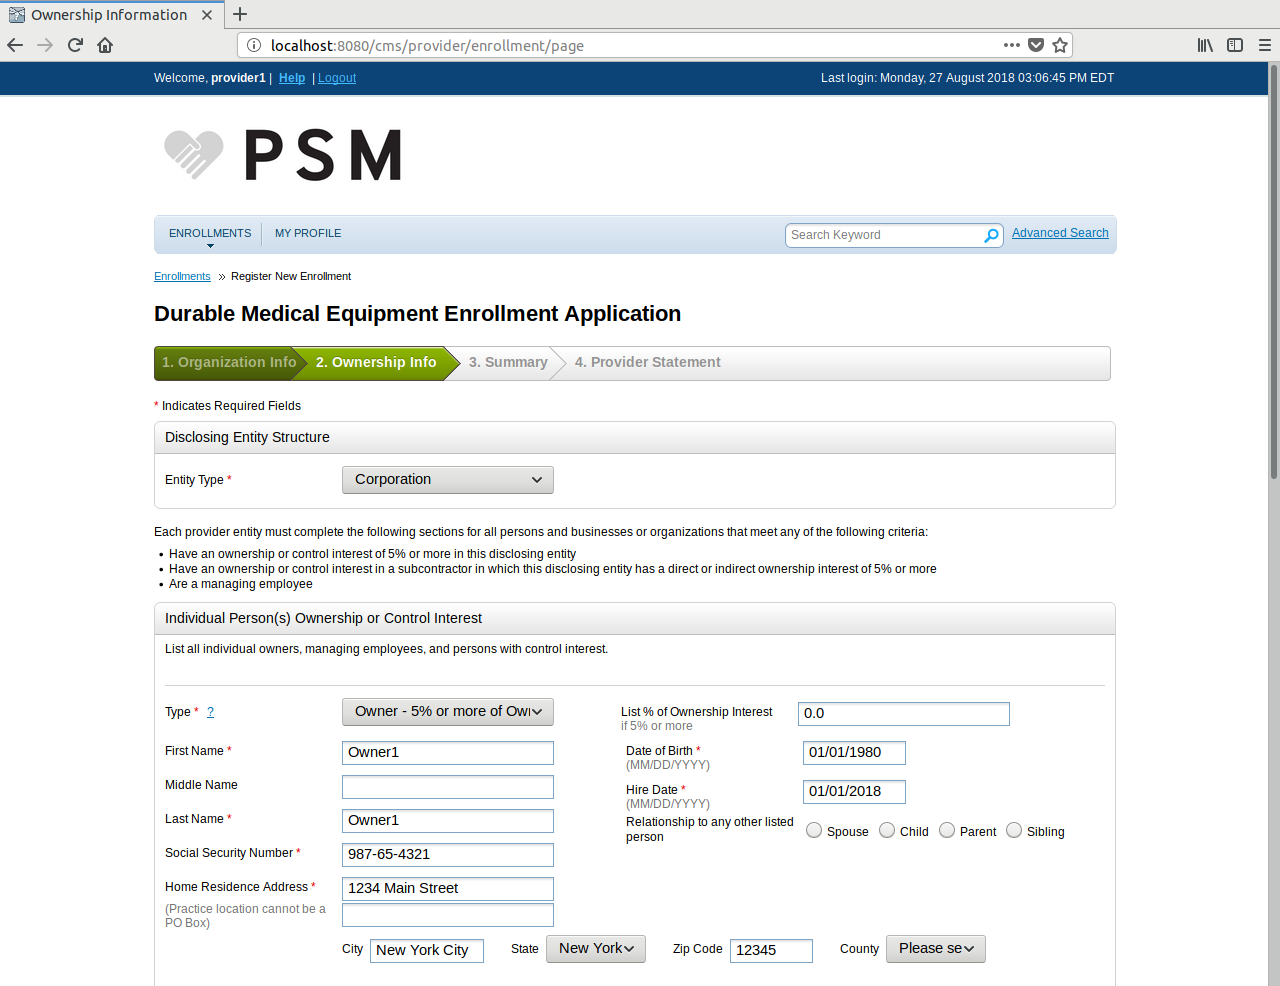 Ownership Information
localhost:8080/cms/provider/enrollment/page
Welcome, provider1 | Help | Logout
Last login: Monday, 27 August 2018 03:06:45 PM EDT
PSM
ENROLLMENTS
MY PROFILE
Search Keyword
Advanced Search
Enrollments » Register New Enrollment
Durable Medical Equipment Enrollment Application
1. Organization Info
2. Ownership Info
3. Summary
4. Provider Statement
* Indicates Required Fields
Disclosing Entity Structure
Entity Type *
Corporation
Each provider entity must complete the following sections for all persons and businesses or organizations that meet any of the following criteria:
• Have an ownership or control interest of 5% or more in this disclosing entity
• Have an ownership or control interest in a subcontractor in which this disclosing entity has a direct or indirect ownership interest of 5% or more
• Are a managing employee
Individual Person(s) Ownership or Control Interest
List all individual owners, managing employees, and persons with control interest.
Type * ?
Owner - 5% or more of Own
List % of Ownership Interest
if 5% or more
0.0
First Name *
Owner1
Date of Birth *
(MM/DD/YYYY)
01/01/1980
Middle Name
Hire Date *
(MM/DD/YYYY)
01/01/2018
Last Name *
Owner1
Relationship to any other listed
person
Spouse
Child
Parent
Sibling
Social Security Number *
987-65-4321
Home Residence Address *
1234 Main Street
(Practice location cannot be a
PO Box)
City
New York City
State
New York
Zip Code
12345
County
Please se